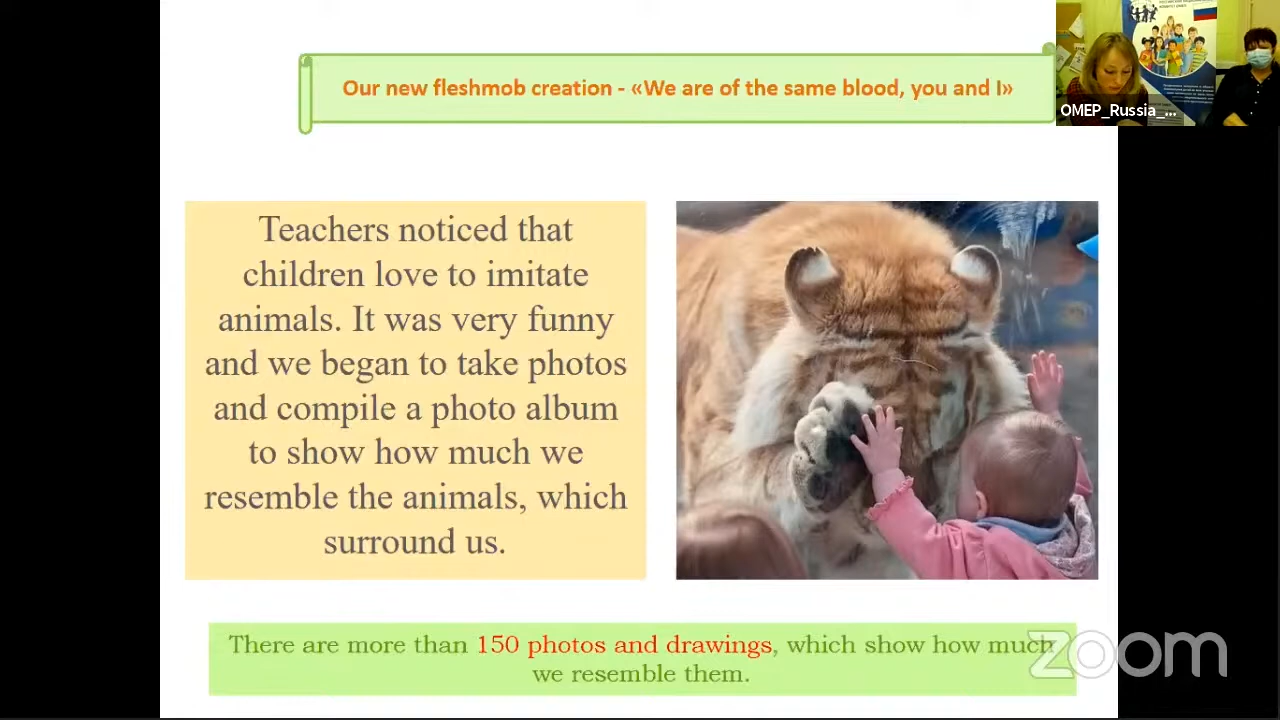 Our new fleshmob creation - «We are of the same blood, you and I»
OMEP_Russia_...
Teachers noticed that
children love to imitate
animals. It was very funny
and we began to take photos
and compile a photo album
to show how much we
resemble the animals, which
surround us.
There are more than 150 photos and drawings, which show how much
we resemble them.
zoom